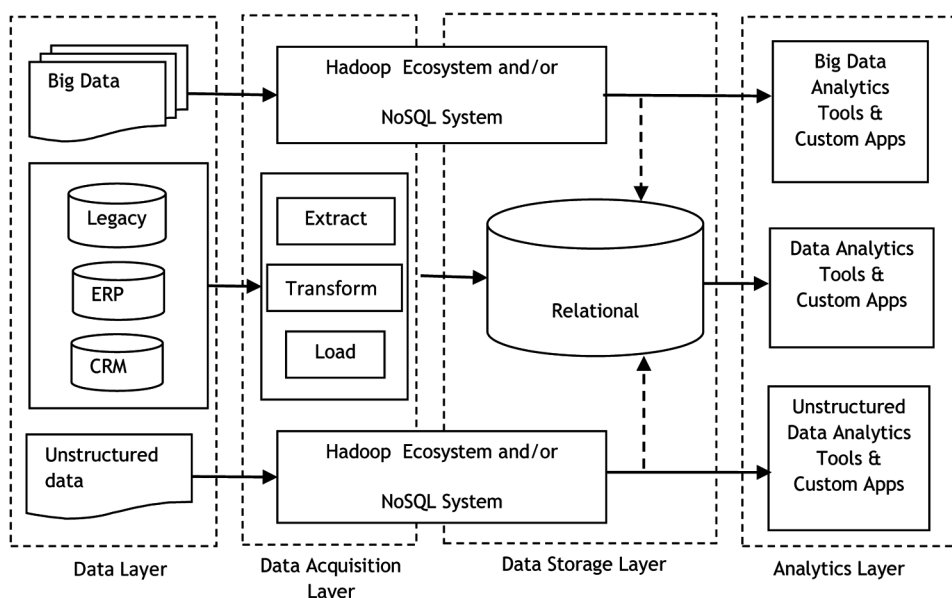 Big Data
Hadoop Ecosystem and/or
NoSQL System
Big Data
Analytics
Tools &
Custom Apps
Legacy
ERP
CRM
Extract
Transform
Load
Relational
Data Analytics
Tools &
Custom Apps
Unstructured
data
Hadoop Ecosystem and/or
NoSQL System
Unstructured
Data Analytics
Tools &
Custom Apps
Data Layer
Data Acquisition
Layer
Data Storage Layer
Analytics Layer